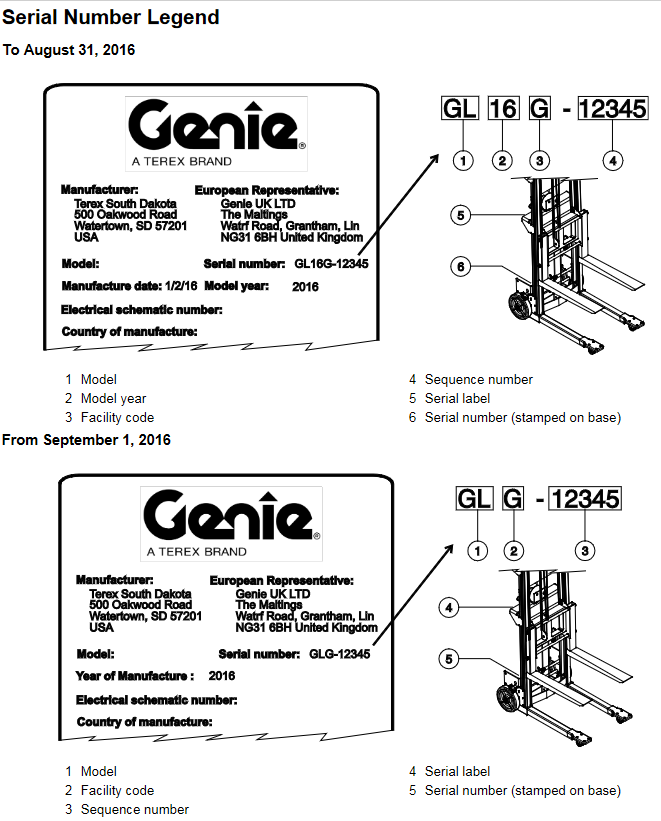 Serial Number Legend
To August 31, 2016
Genie®
A TEREX BRAND
Manufacturer:
Terex South Dakota
500 Oakwood Road
Watertown, SD 57201
USA
European Representative:
Genie UK LTD
The Maltings
Watrf Road, Grantham, Lin
NG31 6BH United Kingdom
Model:
Serial number: GL16G-12345
Manufacture date: 1/2/16 Model year: 2016
Electrical schematic number:
Country of manufacture:
GL 16 G - 12345
1 2 3 4
5
6
1 Model
2 Model year
3 Facility code
4 Sequence number
5 Serial label
6 Serial number (stamped on base)
From September 1, 2016
Genie®
A TEREX BRAND
Manufacturer:
Terex South Dakota
500 Oakwood Road
Watertown, SD 57201
USA
European Representative:
Genie UK LTD
The Maltings
Watrf Road, Grantham, Lin
NG31 6BH United Kingdom
Model:
Serial number: GLG-12345
Year of Manufacture : 2016
Electrical schematic number:
Country of manufacture:
GL G - 12345
1 2 3
4
5
1 Model
2 Facility code
3 Sequence number
4 Serial label
5 Serial number (stamped on base)